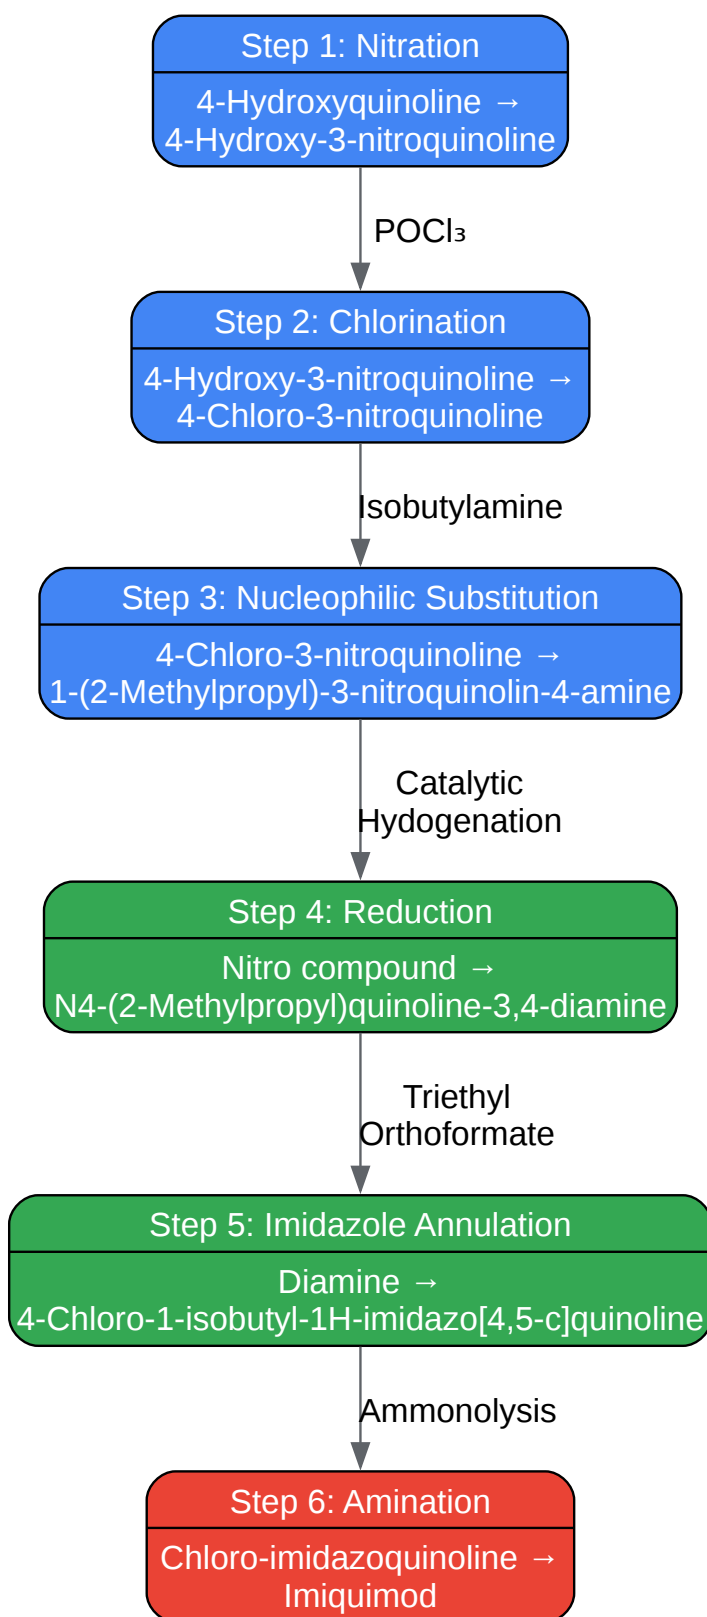 Step 1: Nitration
4-Hydroxyquinoline →
4-Hydroxy-3-nitroquinoline
POCl₃
Step 2: Chlorination
4-Hydroxy-3-nitroquinoline →
4-Chloro-3-nitroquinoline
Isobutylamine
Step 3: Nucleophilic Substitution
4-Chloro-3-nitroquinoline →
1-(2-Methylpropyl)-3-nitroquinolin-4-amine
Catalytic
Hydogenation
Step 4: Reduction
Nitro compound →
N4-(2-Methylpropyl)quinoline-3,4-diamine
Triethyl
Orthoformate
Step 5: Imidazole Annulation
Diamine →
4-Chloro-1-isobutyl-1H-imidazo[4,5-c]quinoline
Ammonolysis
Step 6: Amination
Chloro-imidazoquinoline →
Imiquimod